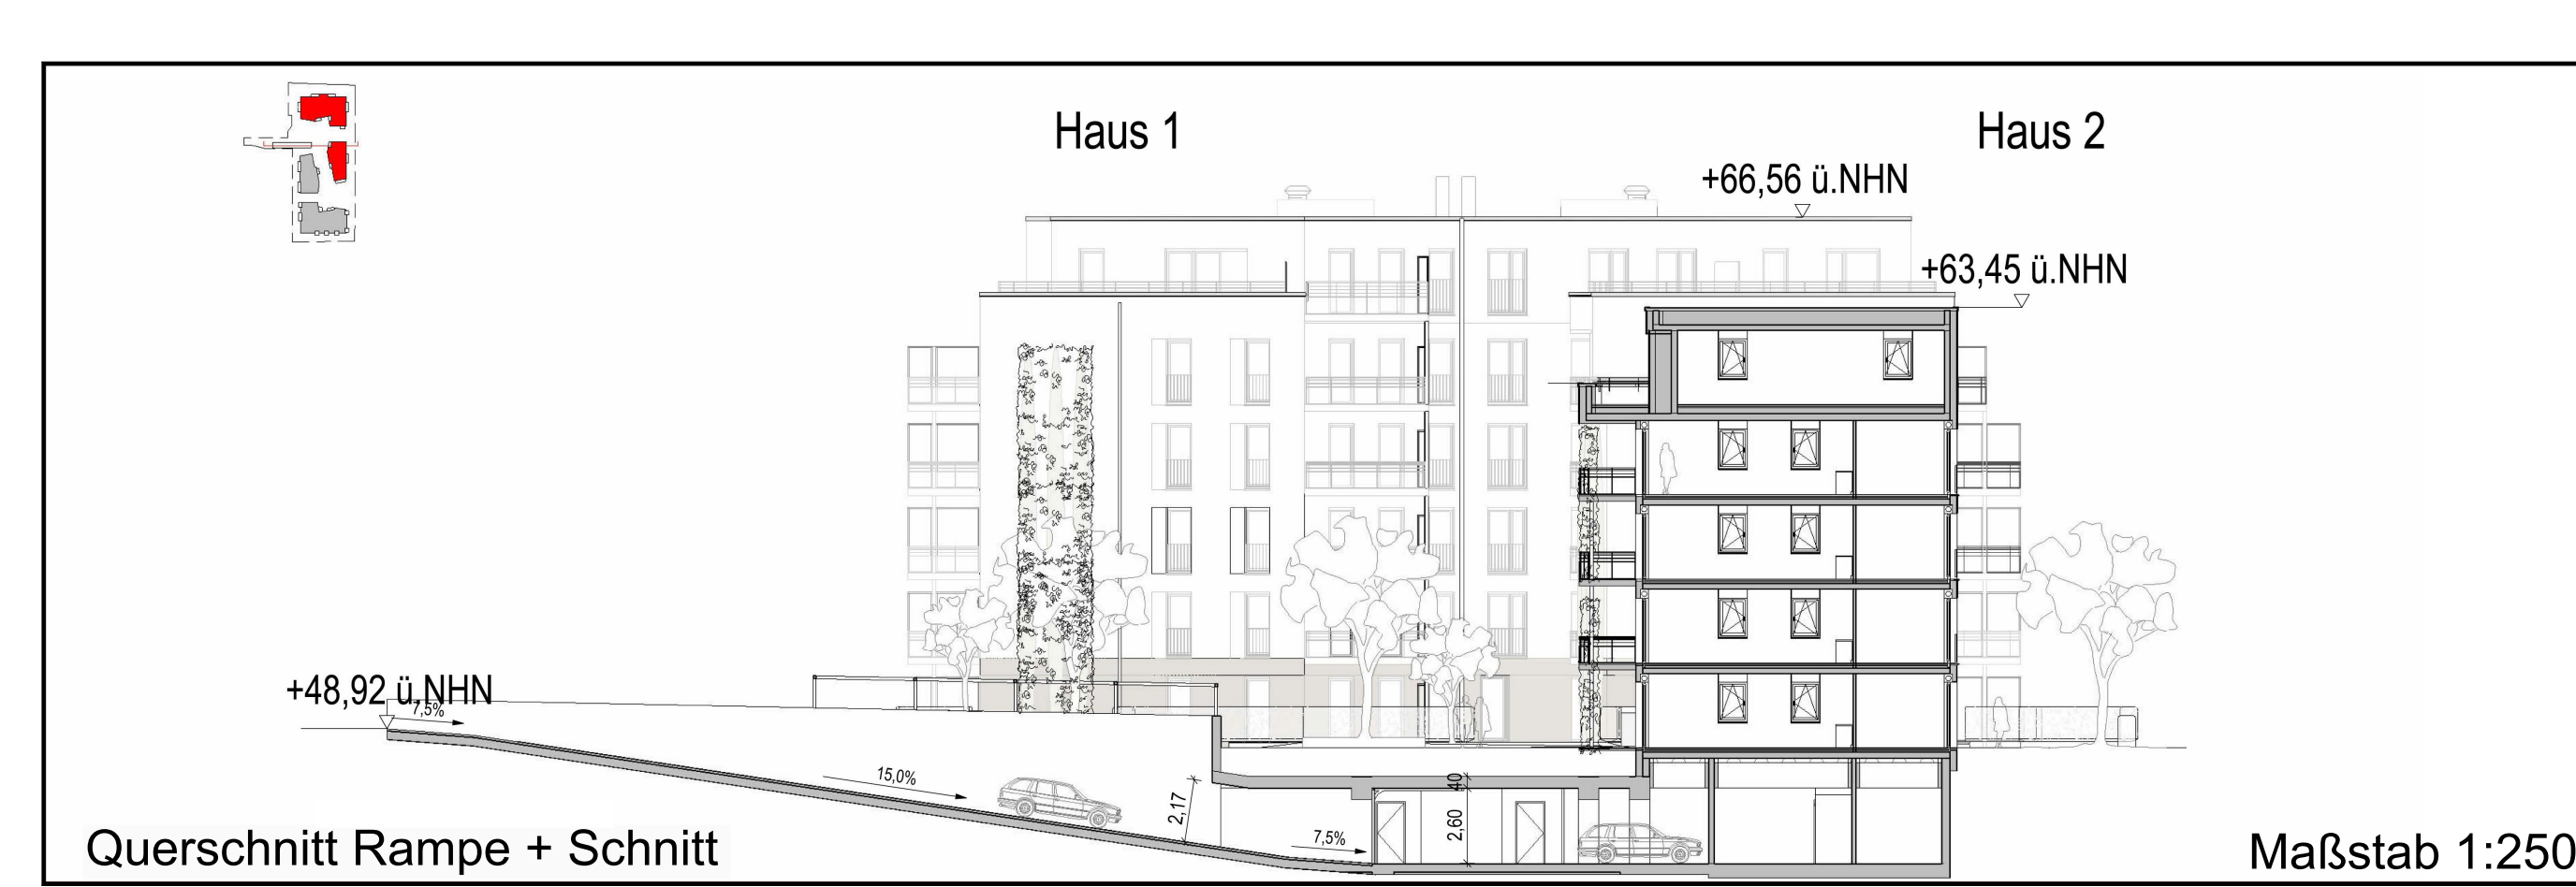 Haus 1
Haus 2
+66,56 ü.NHN
+63,45 ü.NHN
+48,92 ü.NHN
7,5%
15,0%
2,17
40
2,60
7,5%
Querschnitt Rampe + Schnitt
Maßstab 1:250